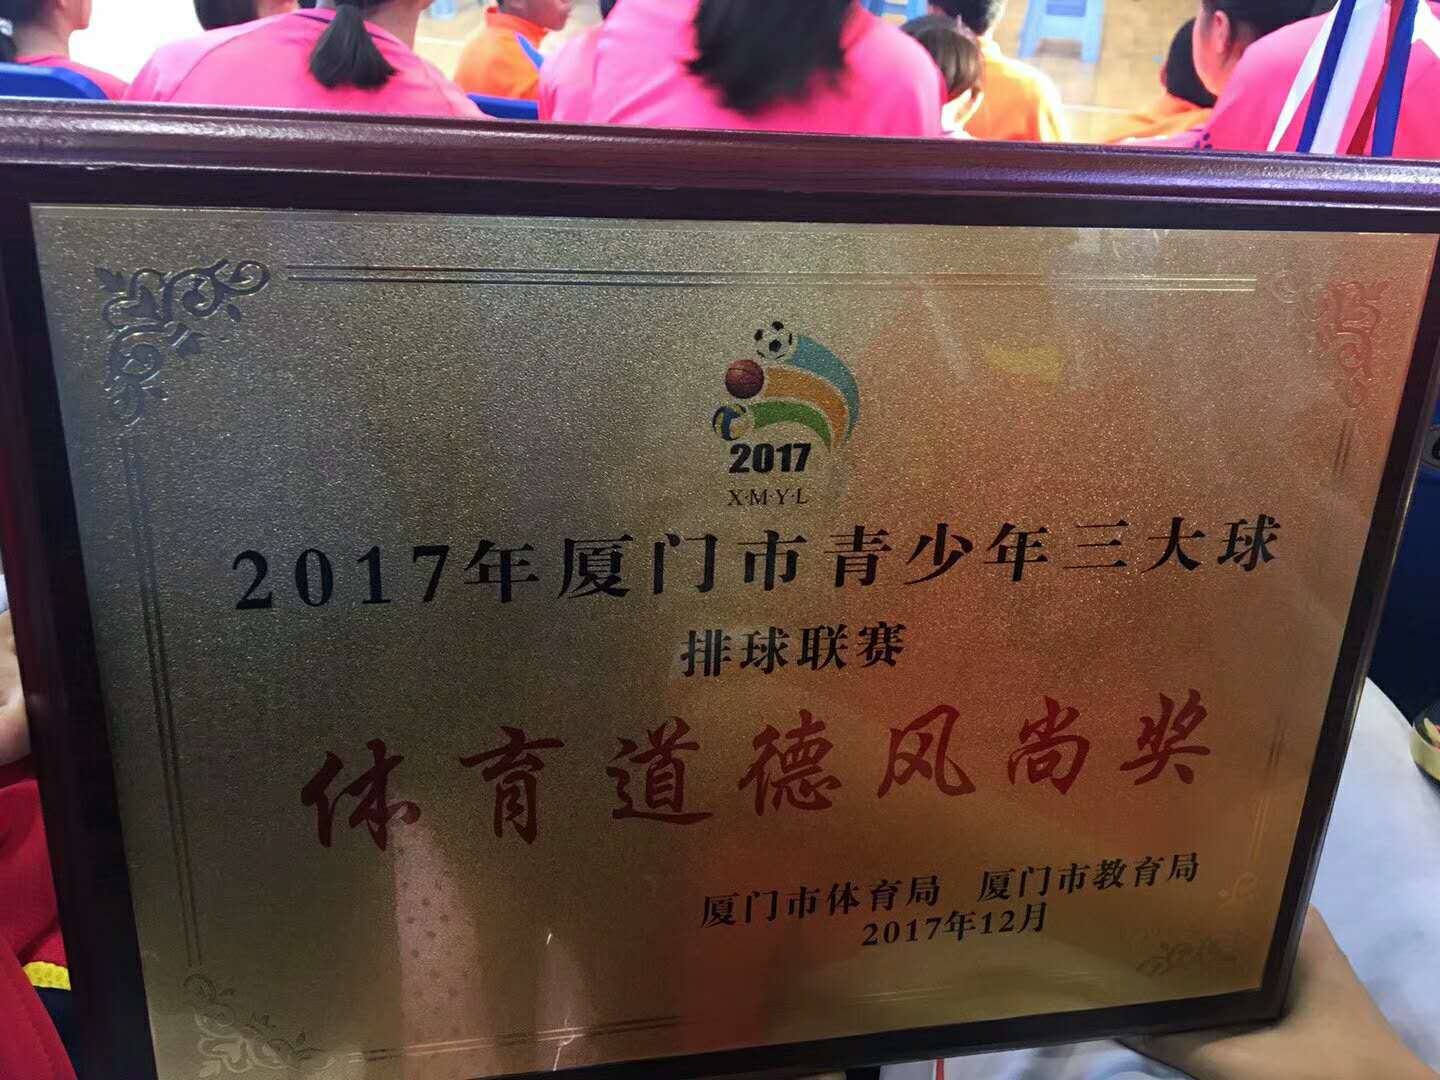 2017
X·M·Y·L
2017年厦门市青少年三大球
排球联赛
体育道德风尚奖
厦门市体育局 厦门市教育局
2017年12月